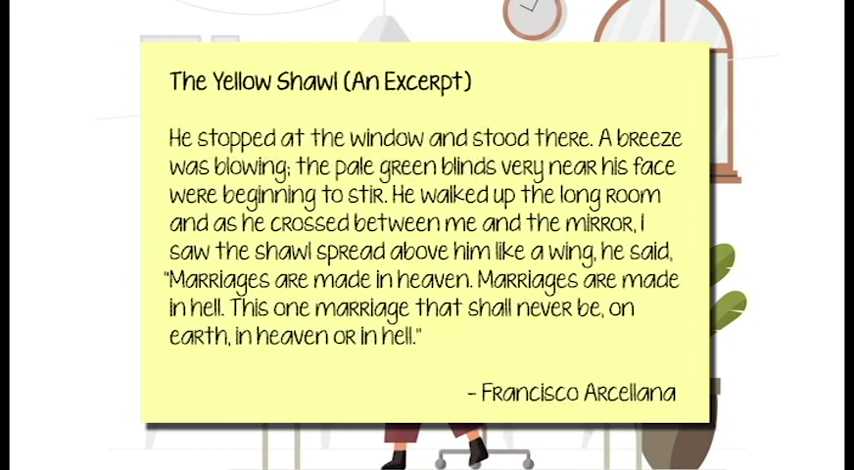 The Yellow Shawl (An Excerpt)
He stopped at the window and stood there. A breeze
was blowing; the pale green blinds very near his face
were beginning to stir. He walked up the long room
and as he crossed between me and the mirror, I
saw the shawl spread above him like a wing, he said,
"Marriages are made in heaven. Marriages are made
in hell. This one marriage that shall never be, on
earth, in heaven or in hell."
- Francisco Arcellana